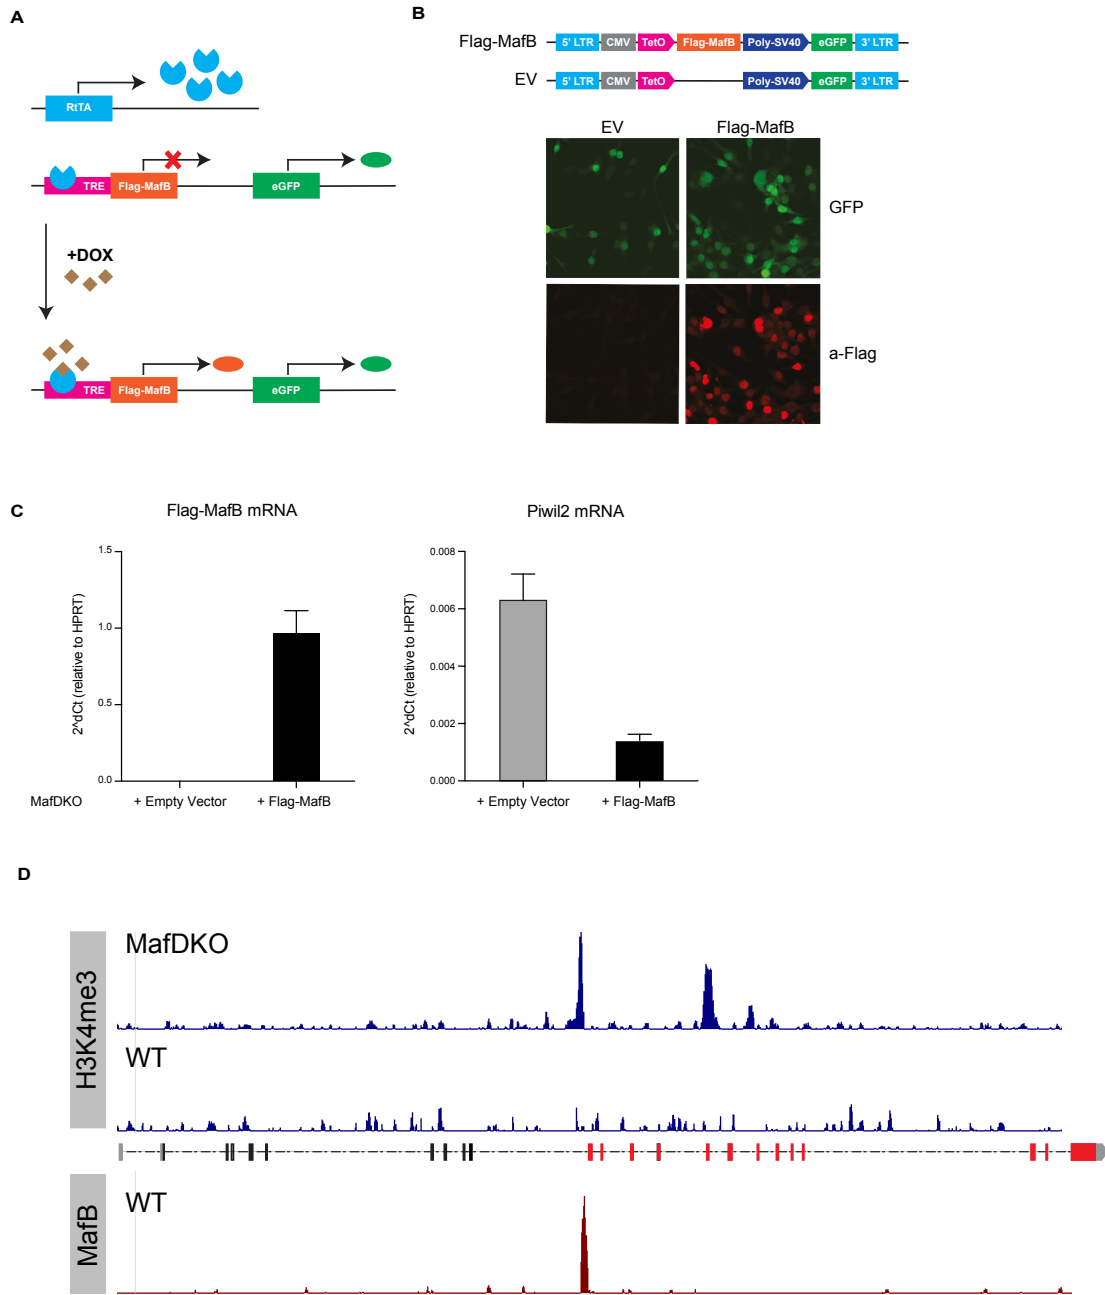 A
RtTA
TRE
Flag-MafB
eGFP
+DOX
TRE
Flag-MafB
eGFP
B
Flag-MafB
5' LTR
CMV
TetO
Flag-MafB
Poly-SV40
eGFP
3' LTR
EV
5' LTR
CMV
TetO
Poly-SV40
eGFP
3' LTR
EV
Flag-MafB
GFP
a-Flag
C
Flag-MafB mRNA
2^dCt (relative to HPRT)
1.5
1.0
0.5
0.0
MafDKO
+ Empty Vector
+ Flag-MafB
Piwil2 mRNA
2^dCt (relative to HPRT)
0.008
0.006
0.004
0.002
0.000
+ Empty Vector
+ Flag-MafB
D
H3K4me3
MafDKO
WT
MafB
WT